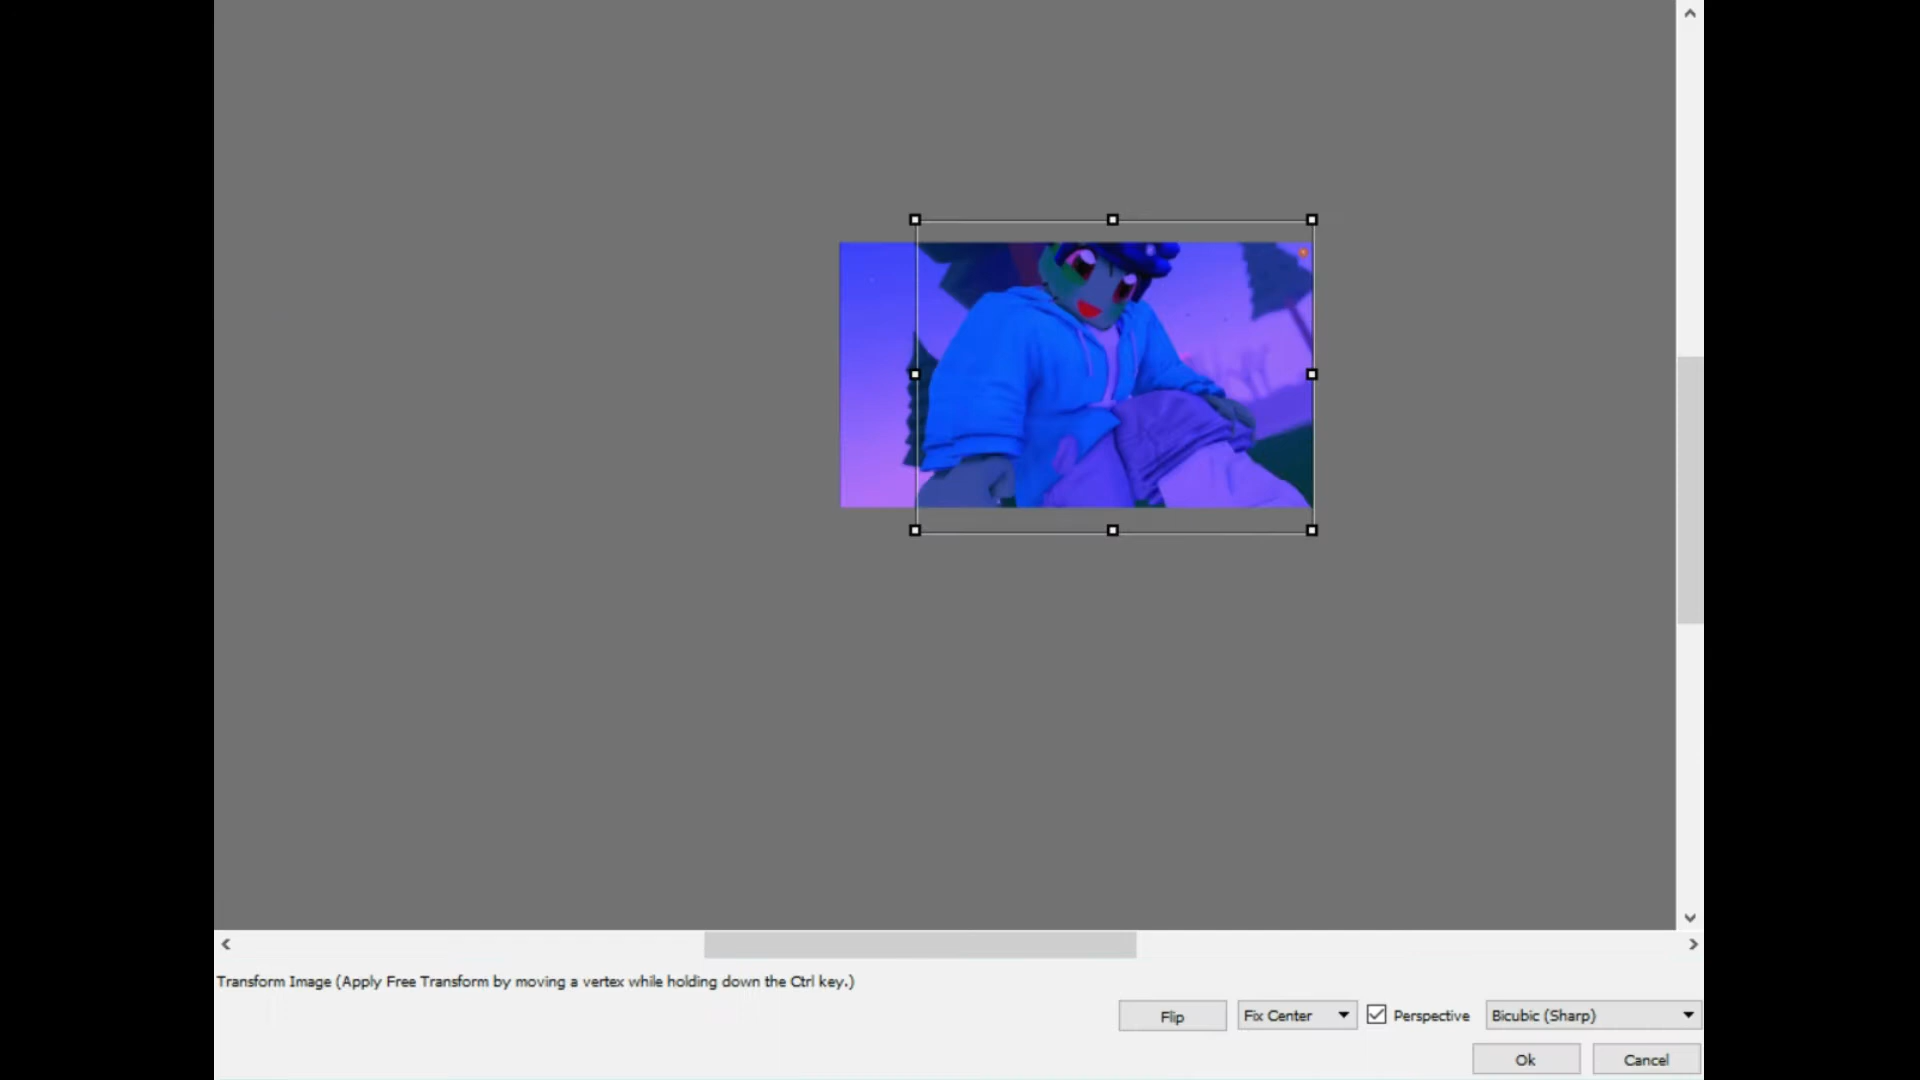 Transform Image (Apply Free Transform by moving a vertex while holding down the Ctrl key.)
Flip
Fix Center
Perspective
Bicubic (Sharp)
Ok
Cancel